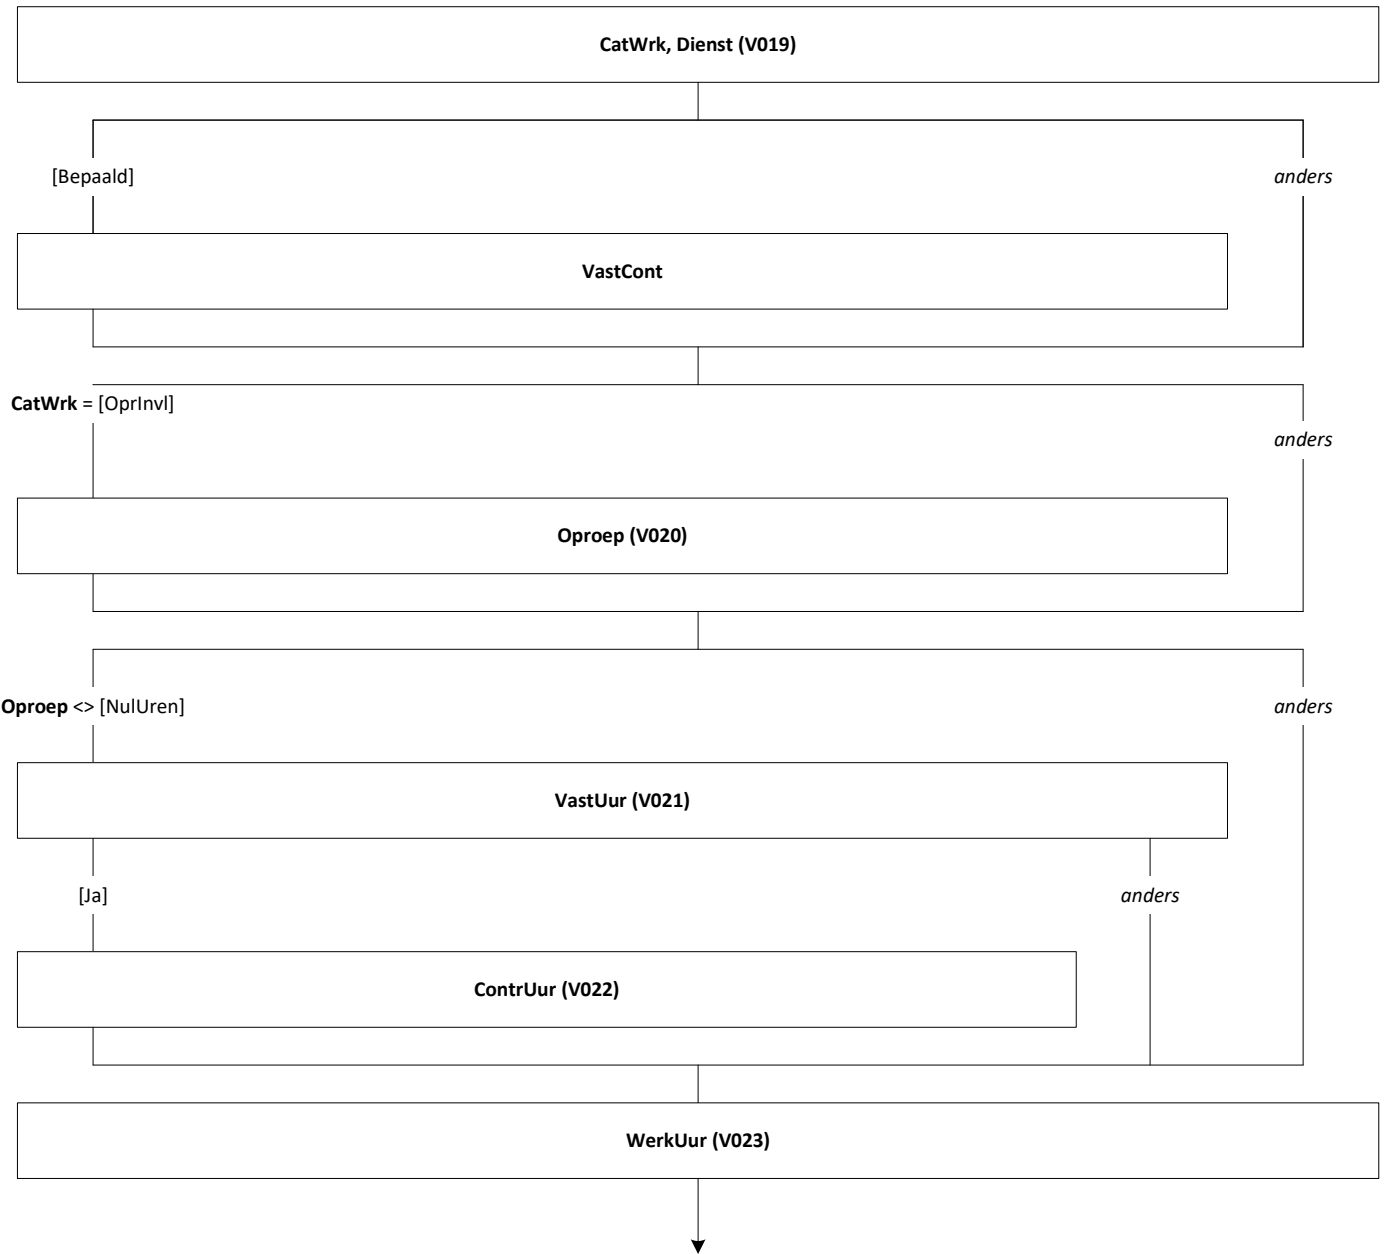 CatWrk, Dienst (V019)
[Bepaald]
anders
VastCont
CatWrk = [OprInvl]
anders
Oproep (V020)
Oproep <> [NulUren]
anders
VastUur (V021)
[Ja]
anders
ContrUur (V022)
WerkUur (V023)